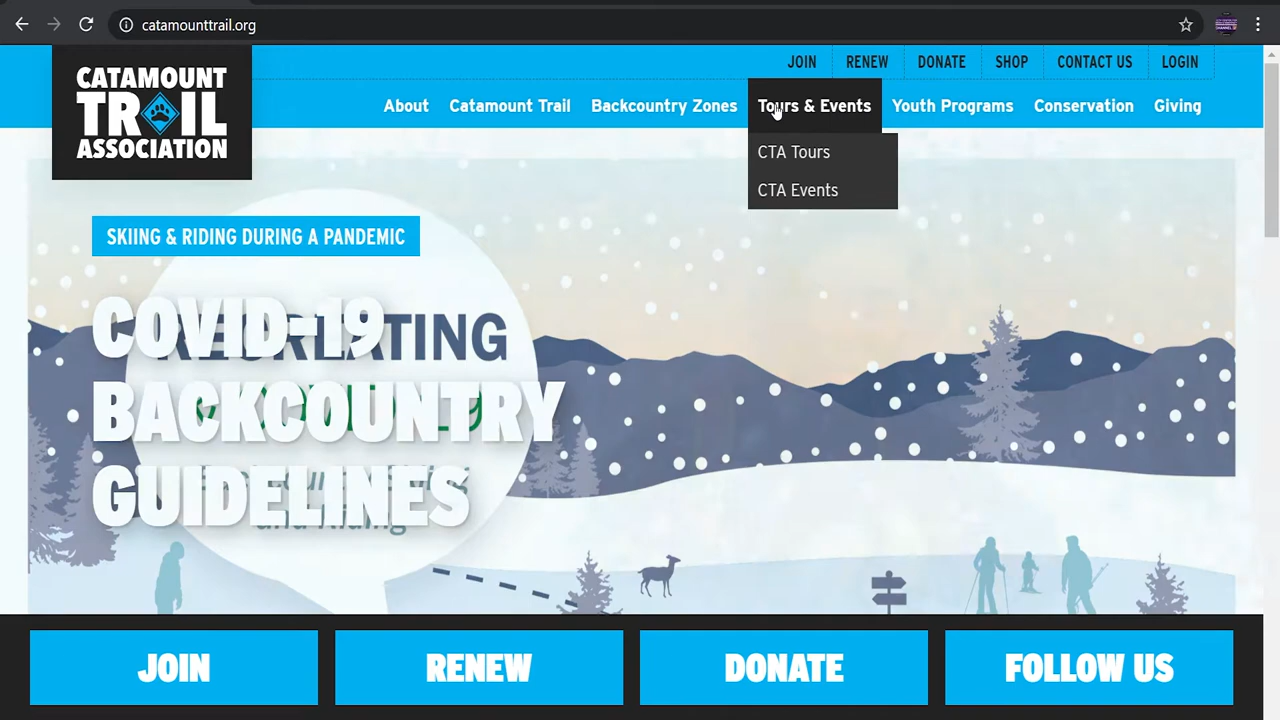 catamounttrail.org
JOIN RENEW DONATE SHOP CONTACT US LOGIN
CATAMOUNT
TRAIL
ASSOCIATION
About Catamount Trail Backcountry Zones Tours & Events Youth Programs Conservation Giving
CTA Tours
CTA Events
SKIING & RIDING DURING A PANDEMIC
COVID-19
BACKCOUNTRY
GUIDELINES
RECREATING
JOIN RENEW DONATE FOLLOW US